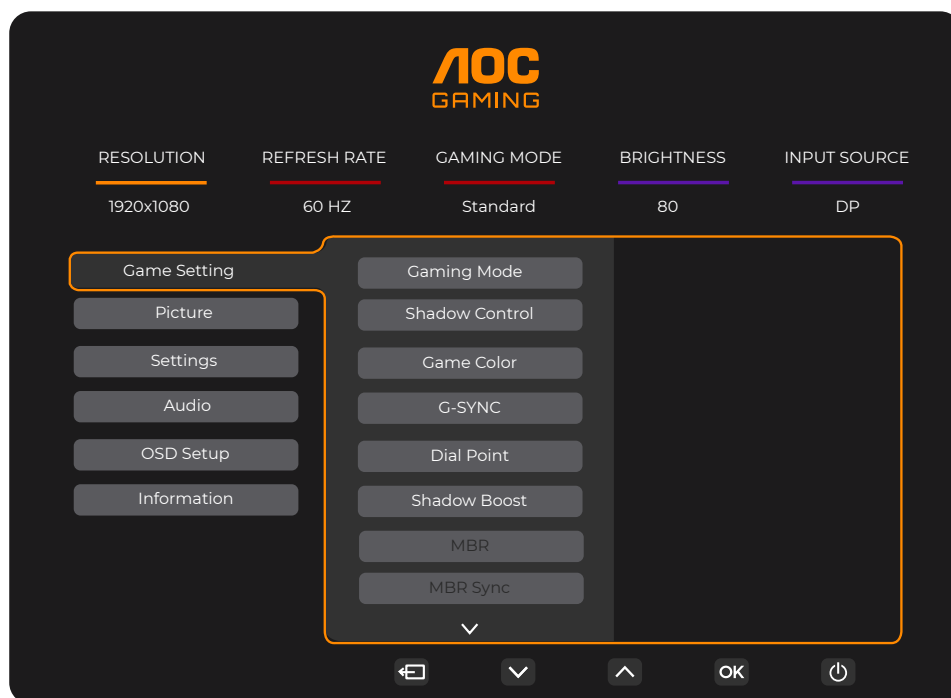 AOC
GAMING
RESOLUTION REFRESH RATE GAMING MODE BRIGHTNESS INPUT SOURCE
1920x1080 60 HZ Standard 80 DP
Game Setting
Picture
Settings
Audio
OSD Setup
Information
Gaming Mode
Shadow Control
Game Color
G-SYNC
Dial Point
Shadow Boost
MBR
MBR Sync
OK